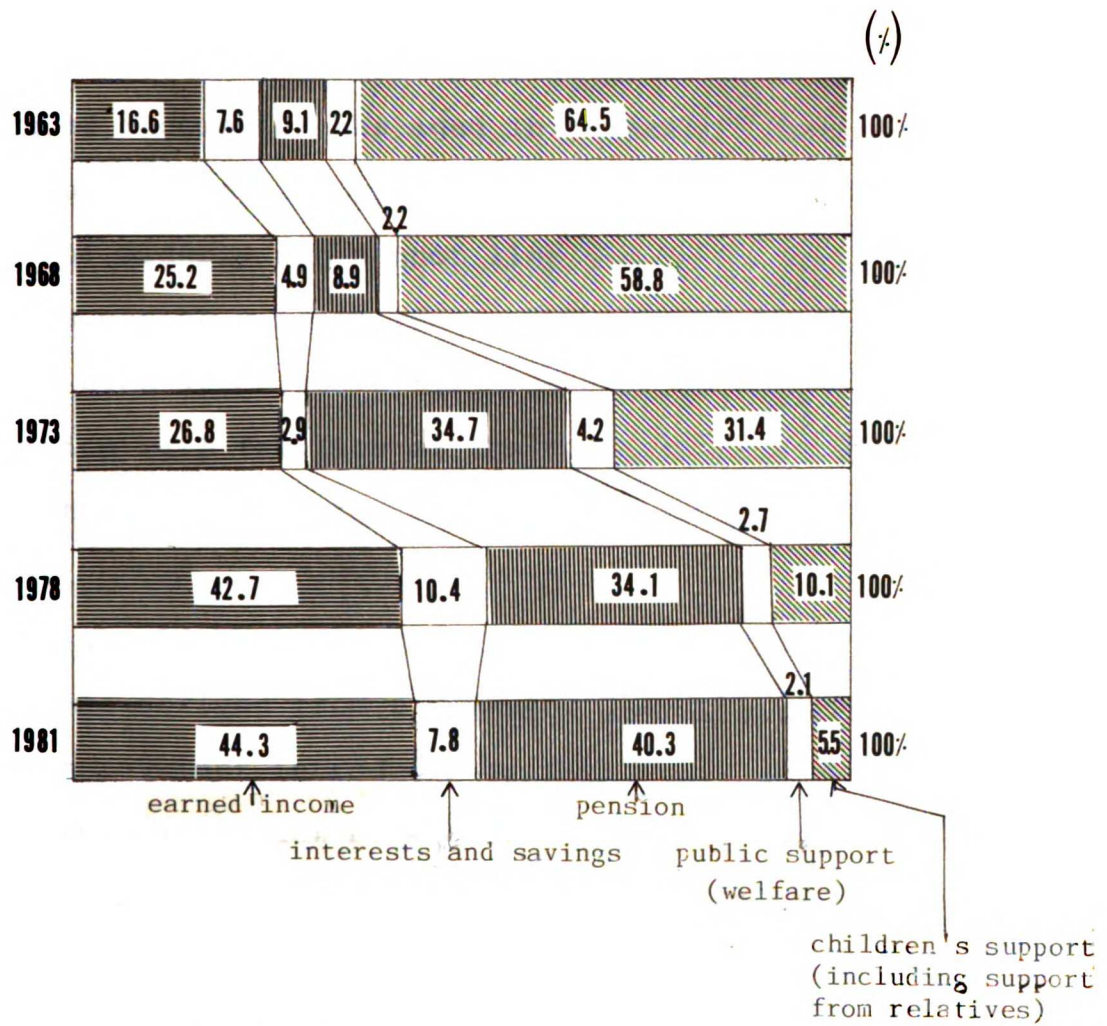 (%)
1963 16.6 7.6 9.1 2.2 64.5 100%
2.2
1968 25.2 4.9 8.9 58.8 100%
1973 26.8 2.9 34.7 4.2 31.4 100%
2.7
1978 42.7 10.4 34.1 10.1 100%
2.1
1981 44.3 7.8 40.3 5.5 100%
earned income pension
interests and savings public support
(welfare)
children's support
(including support
from relatives)